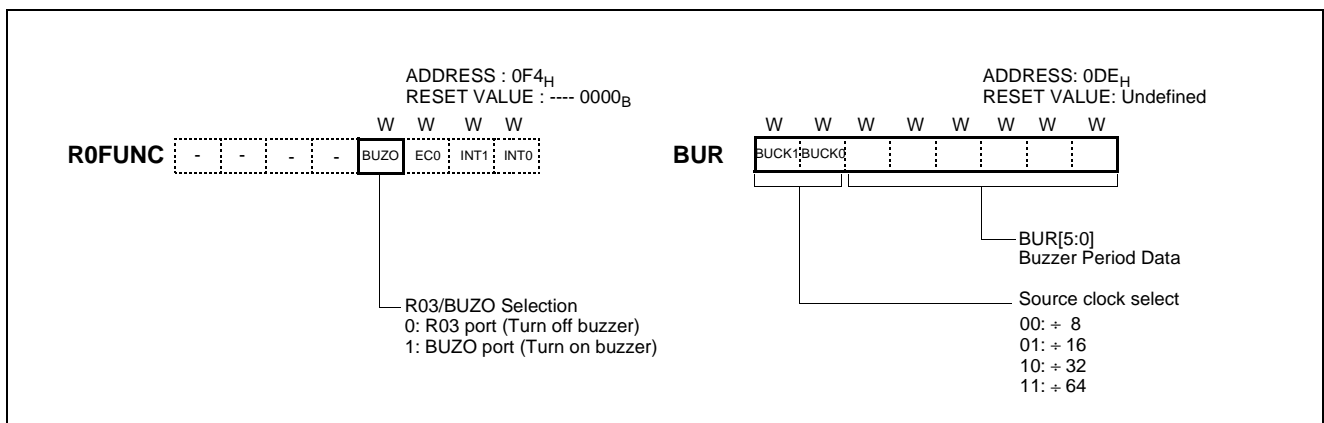 ADDRESS : 0F4H
RESET VALUE : ---- 0000B
W W W W
R0FUNC - - - - BUZO EC0 INT1 INT0
R03/BUZO Selection
0: R03 port (Turn off buzzer)
1: BUZO port (Turn on buzzer)
ADDRESS: 0DEH
RESET VALUE: Undefined
W W W W W W W W
BUR BUCK1 BUCK0
BUR[5:0]
Buzzer Period Data
Source clock select
00: ÷ 8
01: ÷ 16
10: ÷ 32
11: ÷ 64